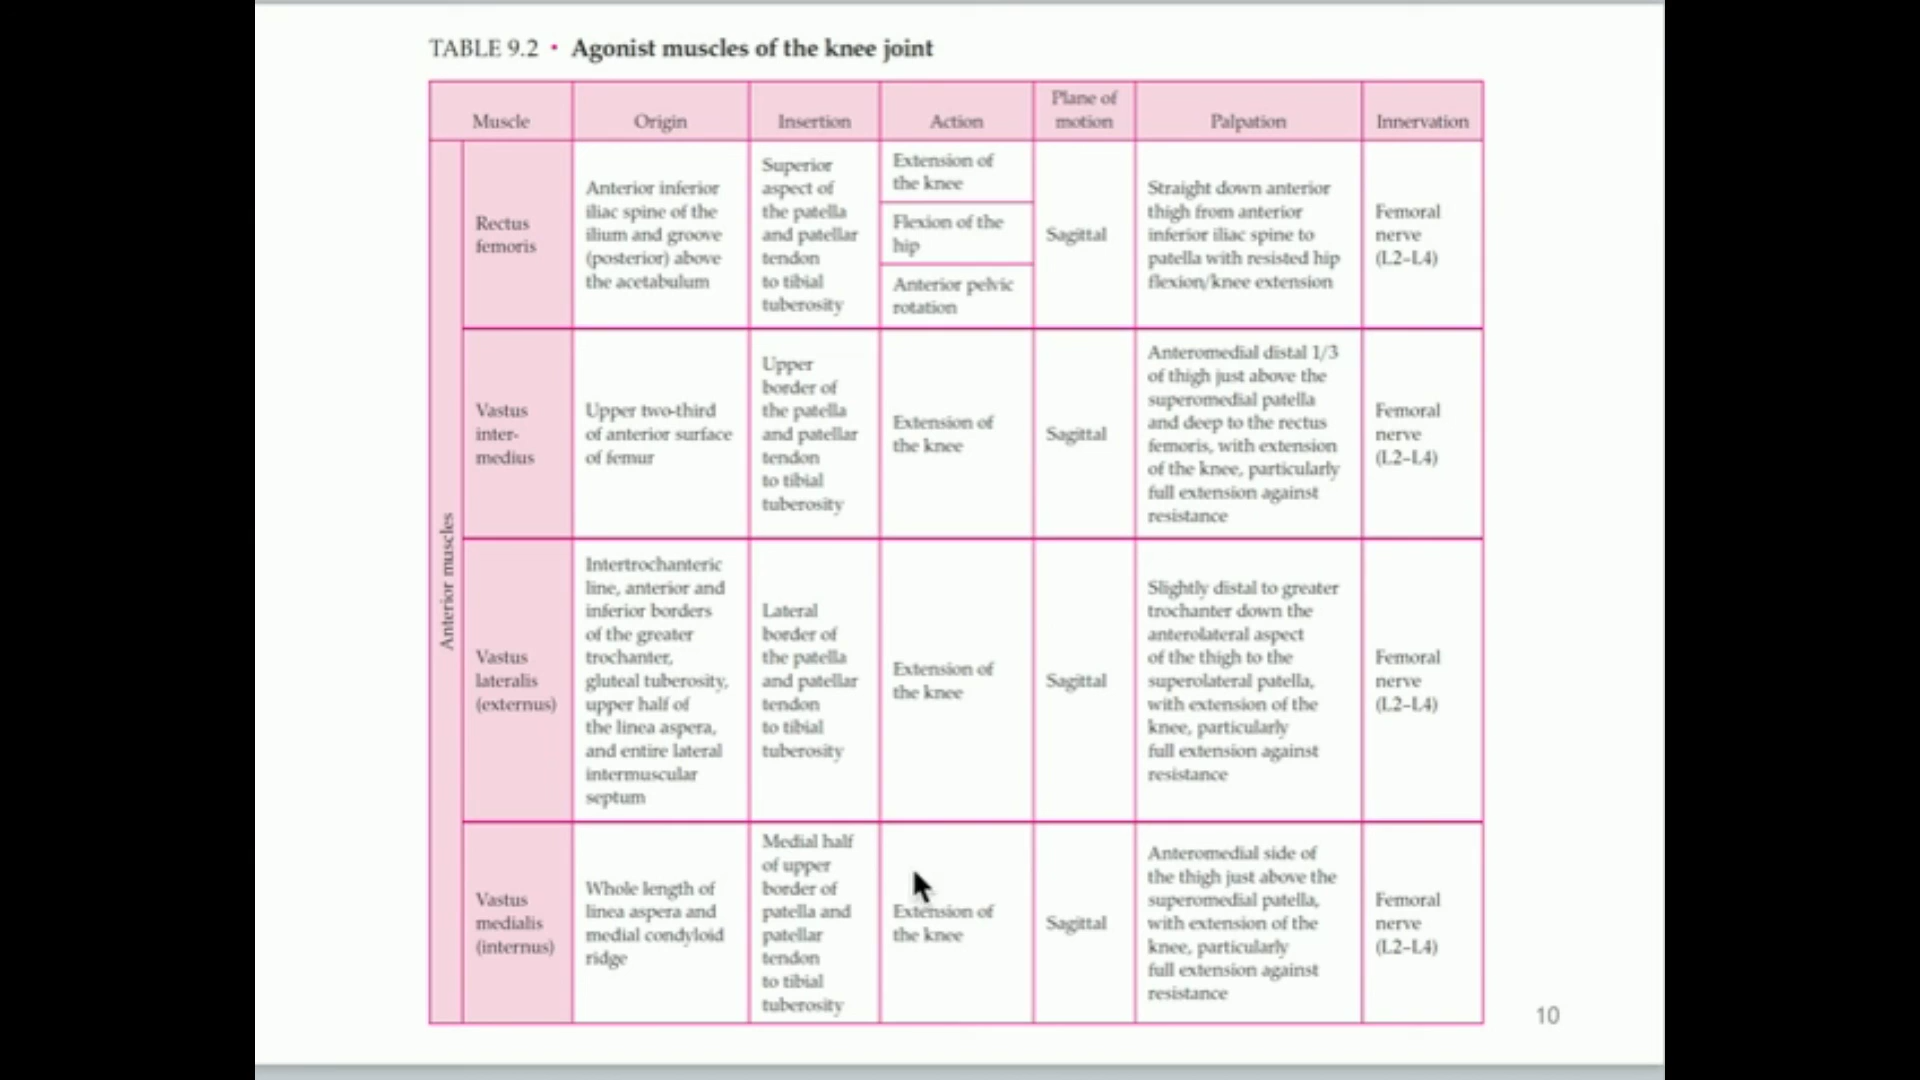 TABLE 9.2 • Agonist muscles of the knee joint
Muscle
Origin
Insertion
Action
Plane of
motion
Palpation
Innervation
Anterior muscles
Rectus
femoris
Anterior inferior
iliac spine of the
ilium and groove
(posterior) above
the acetabulum
Superior
aspect of
the patella
and patellar
tendon
to tibial
tuberosity
Extension of
the knee
Flexion of the
hip
Anterior pelvic
rotation
Sagittal
Straight down anterior
thigh from anterior
inferior iliac spine to
patella with resisted hip
flexion/knee extension
Femoral
nerve
(L2–L4)
Vastus
inter-
medius
Upper two-third
of anterior surface
of femur
Upper
border of
the patella
and patellar
tendon
to tibial
tuberosity
Extension of
the knee
Sagittal
Anteromedial distal 1/3
of thigh just above the
superomedial patella
and deep to the rectus
femoris, with extension
of the knee, particularly
full extension against
resistance
Femoral
nerve
(L2–L4)
Vastus
lateralis
(externus)
Intertrochanteric
line, anterior and
inferior borders
of the greater
trochanter,
gluteal tuberosity,
upper half of
the linea aspera,
and entire lateral
intermuscular
septum
Lateral
border of
the patella
and patellar
tendon
to tibial
tuberosity
Extension of
the knee
Sagittal
Slightly distal to greater
trochanter down the
anterolateral aspect
of the thigh to the
superolateral patella,
with extension of the
knee, particularly
full extension against
resistance
Femoral
nerve
(L2–L4)
Vastus
medialis
(internus)
Whole length of
linea aspera and
medial condyloid
ridge
Medial half
of upper
border of
patella and
patellar
tendon
to tibial
tuberosity
Extension of
the knee
Sagittal
Anteromedial side of
the thigh just above the
superomedial patella,
with extension of the
knee, particularly
full extension against
resistance
Femoral
nerve
(L2–L4)
10